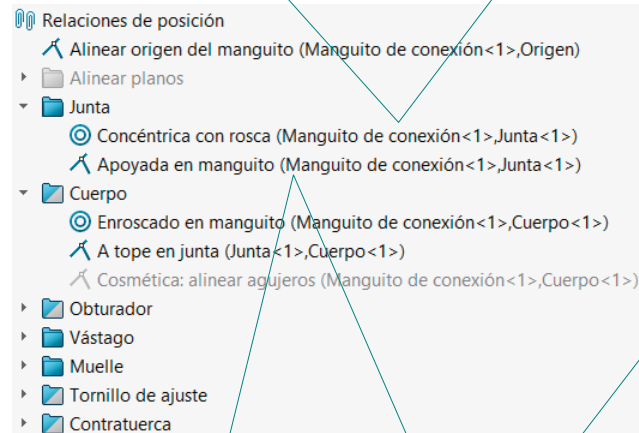 Relaciones de posición
Alinear origen del manguito (Manguito de conexión<1>,Origen)
Alinear planos
Junta
Concéntrica con rosca (Manguito de conexión<1>,Junta<1>)
Apoyada en manguito (Manguito de conexión<1>,Junta<1>)
Cuerpo
Enroscado en manguito (Manguito de conexión<1>,Cuerpo<1>)
A tope en junta (Junta<1>,Cuerpo<1>)
Cosmética: alinear agujeros (Manguito de conexión<1>,Cuerpo<1>)
Obturador
Vástago
Muelle
Tornillo de ajuste
Contratuerca